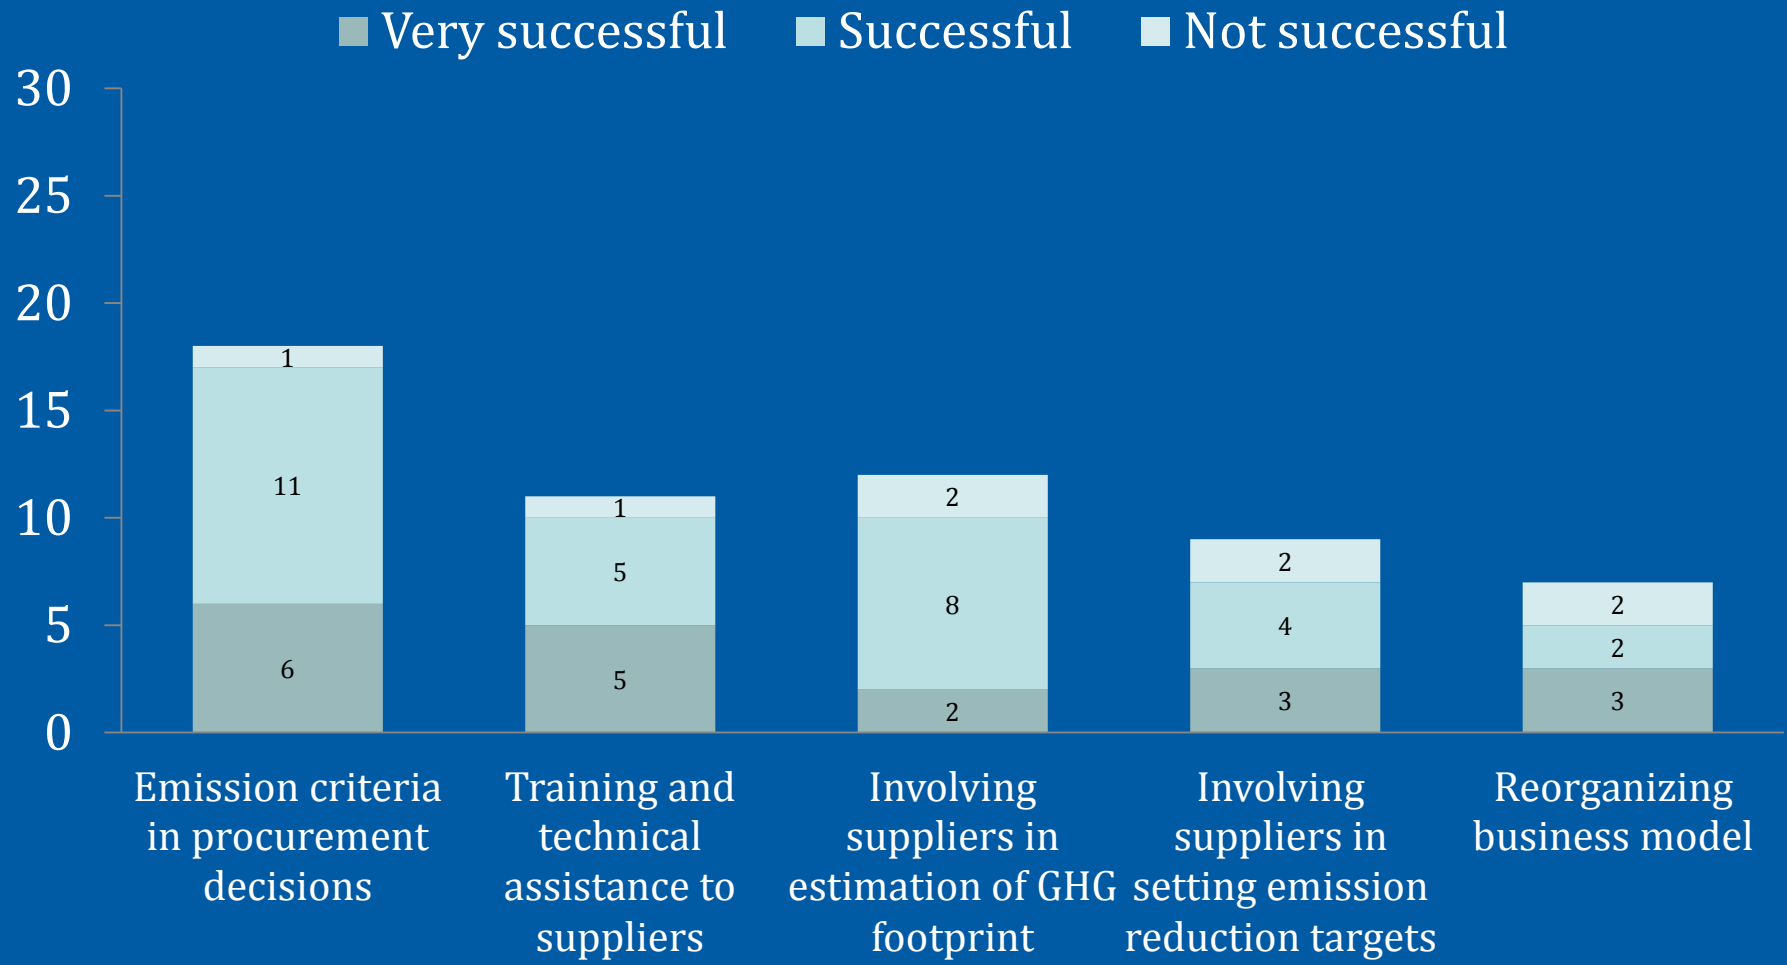 Very successful
Successful
Not successful
30
25
20
15
10
5
0
1
11
6
1
5
5
2
8
2
2
4
3
2
2
3
Emission criteria
in procurement
decisions
Training and
technical
assistance to
suppliers
Involving
suppliers in
estimation of GHG
footprint
Involving
suppliers in
setting emission
reduction targets
Reorganizing
business model